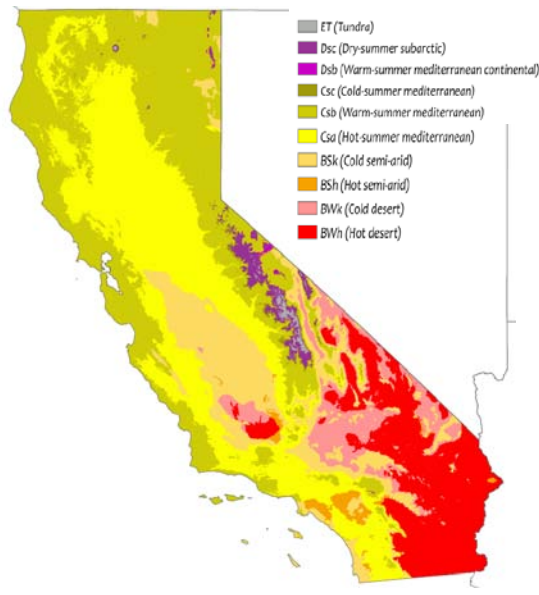 ET (Tundra)
Dsc (Dry-summer subarctic)
Dsb (Warm-summer mediterranean continental)
Csc (Cold-summer mediterranean)
Csb (Warm-summer mediterranean)
Csa (Hot-summer mediterranean)
BSk (Cold semi-arid)
BSh (Hot semi-arid)
BWk (Cold desert)
BWh (Hot desert)